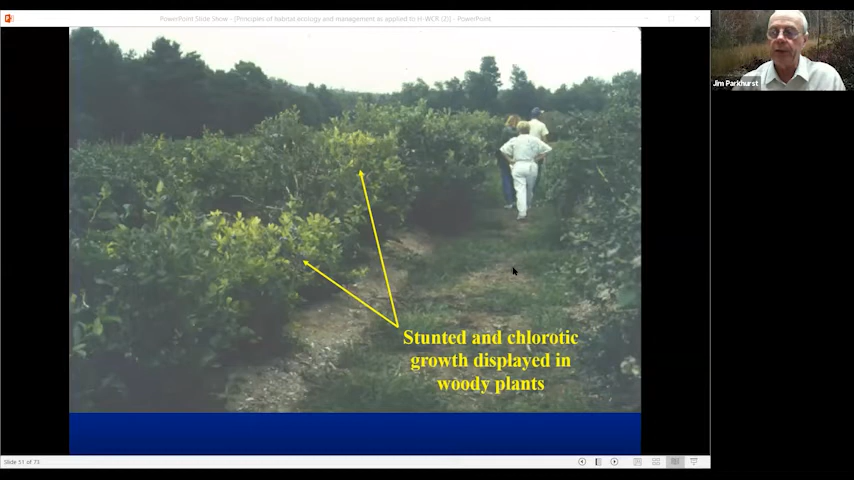 PowerPoint Slide Show - [Principles of habitat ecology and management as applied to H-WCR (2)] - PowerPoint
Jim Parkhurst
Stunted and chlorotic
growth displayed in
woody plants
Slide 51 of 73